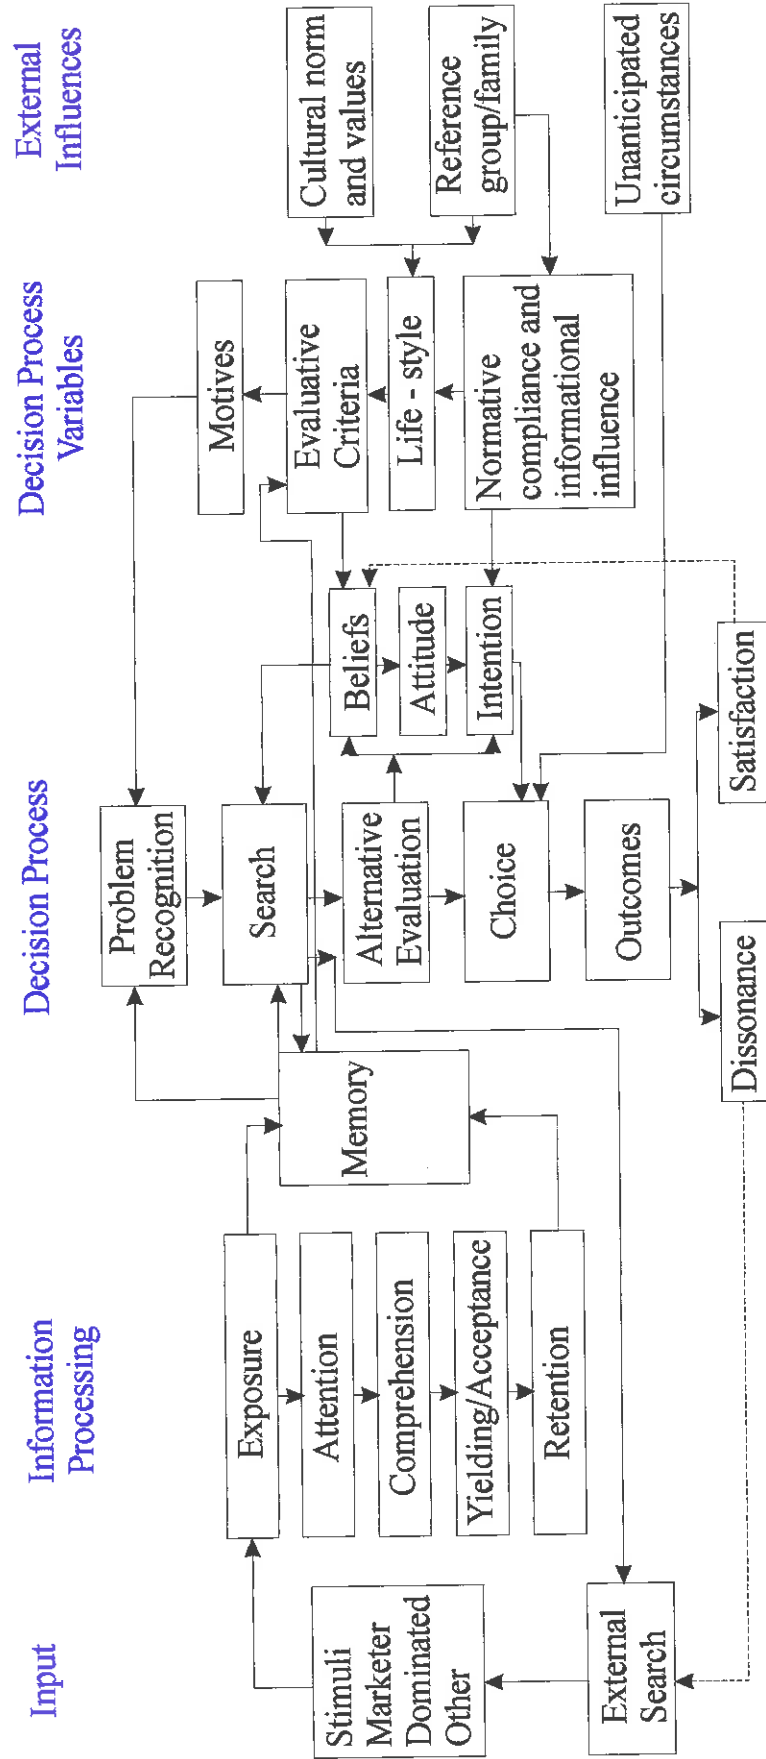 Input
Information
Processing
Decision Process
Decision Process
Variables
External
Influences
Stimuli
Marketer
Dominated
Other
External
Search
Exposure
Attention
Comprehension
Yielding/Acceptance
Retention
Memory
Problem
Recognition
Search
Alternative
Evaluation
Choice
Outcomes
Dissonance
Satisfaction
Beliefs
Attitude
Intention
Motives
Evaluative
Criteria
Life - style
Normative
compliance and
informational
influence
Cultural norm
and values
Reference
group/family
Unanticipated
circumstances